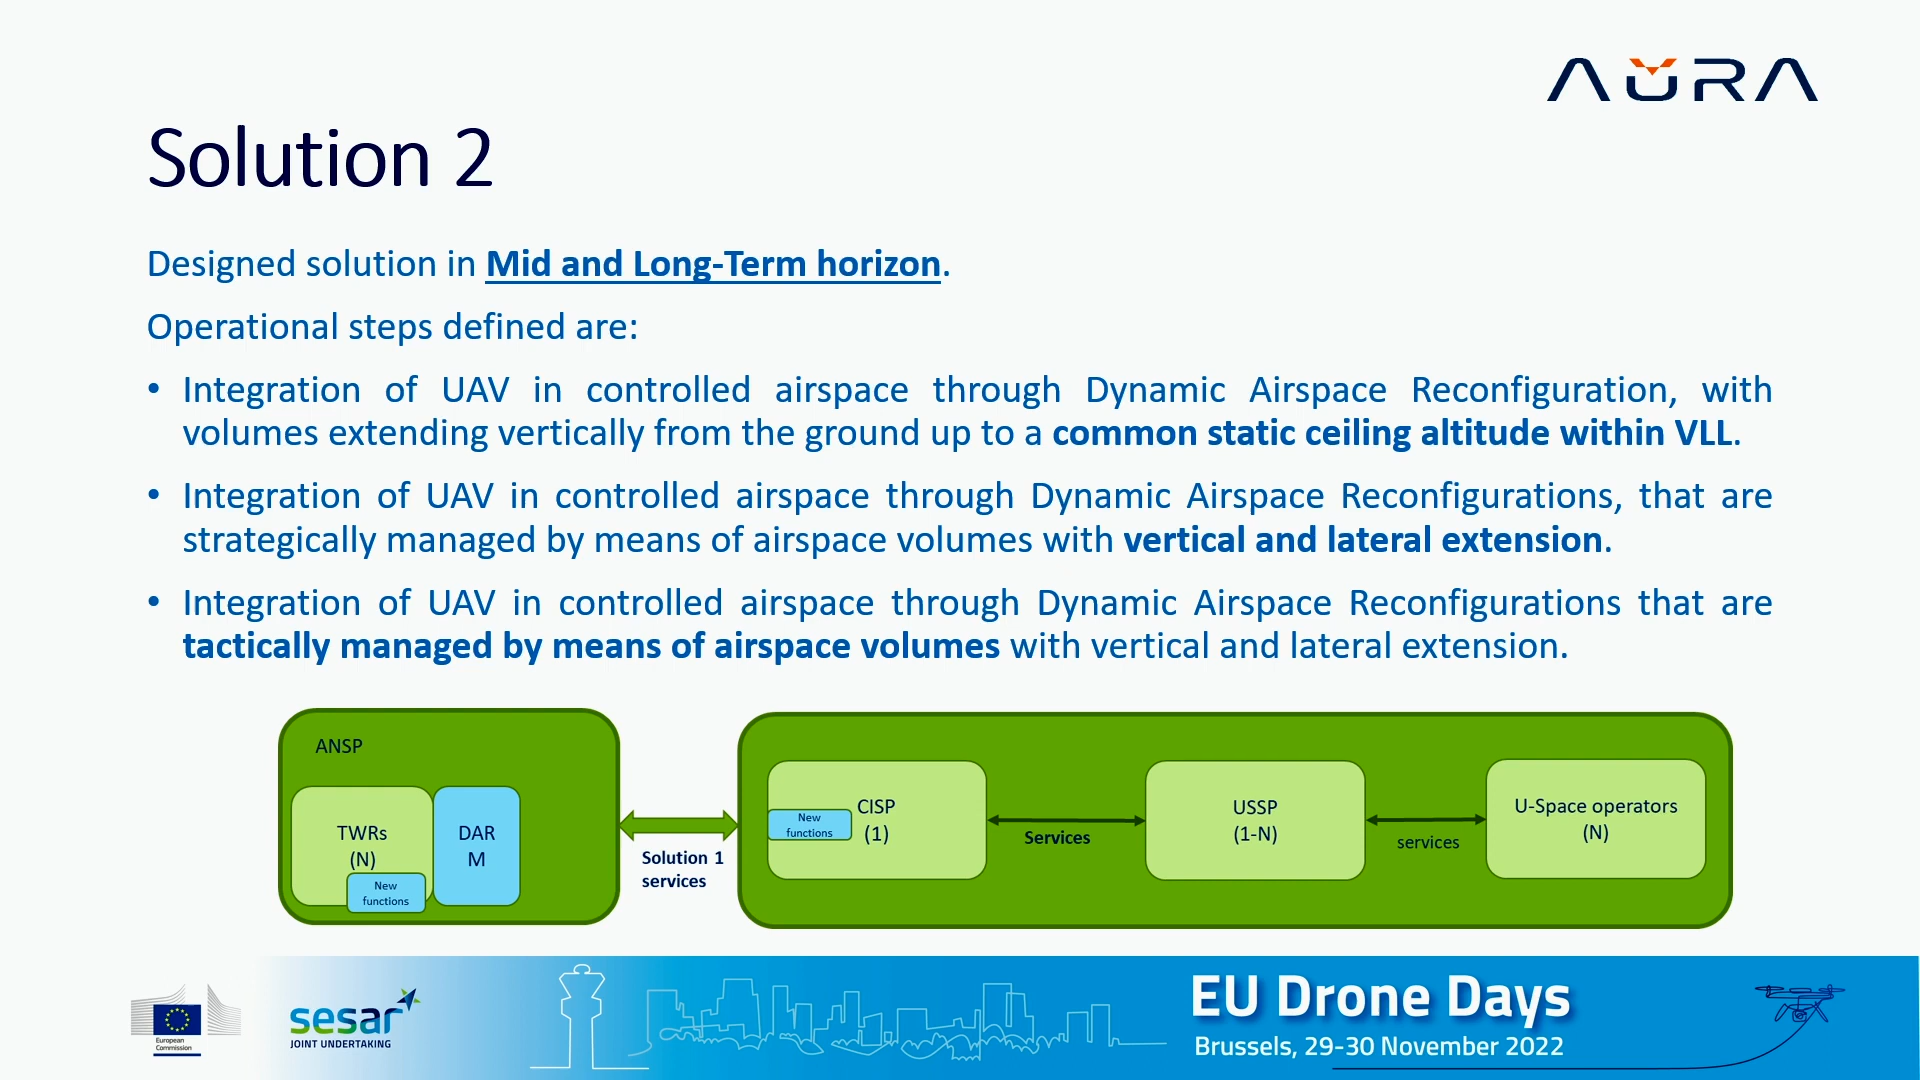 AURA
Solution 2
Designed solution in Mid and Long-Term horizon.
Operational steps defined are:
• Integration of UAV in controlled airspace through Dynamic Airspace Reconfiguration, with
volumes extending vertically from the ground up to a common static ceiling altitude within VLL.
• Integration of UAV in controlled airspace through Dynamic Airspace Reconfigurations, that are
strategically managed by means of airspace volumes with vertical and lateral extension.
• Integration of UAV in controlled airspace through Dynamic Airspace Reconfigurations that are
tactically managed by means of airspace volumes with vertical and lateral extension.
ANSP
TWRs
(N)
New
functions
DAR
M
Solution 1
services
New
functions
CISP
(1)
Services
USSP
(1-N)
services
U-Space operators
(N)
European
Commission
sesar
JOINT UNDERTAKING
EU Drone Days
Brussels, 29-30 November 2022